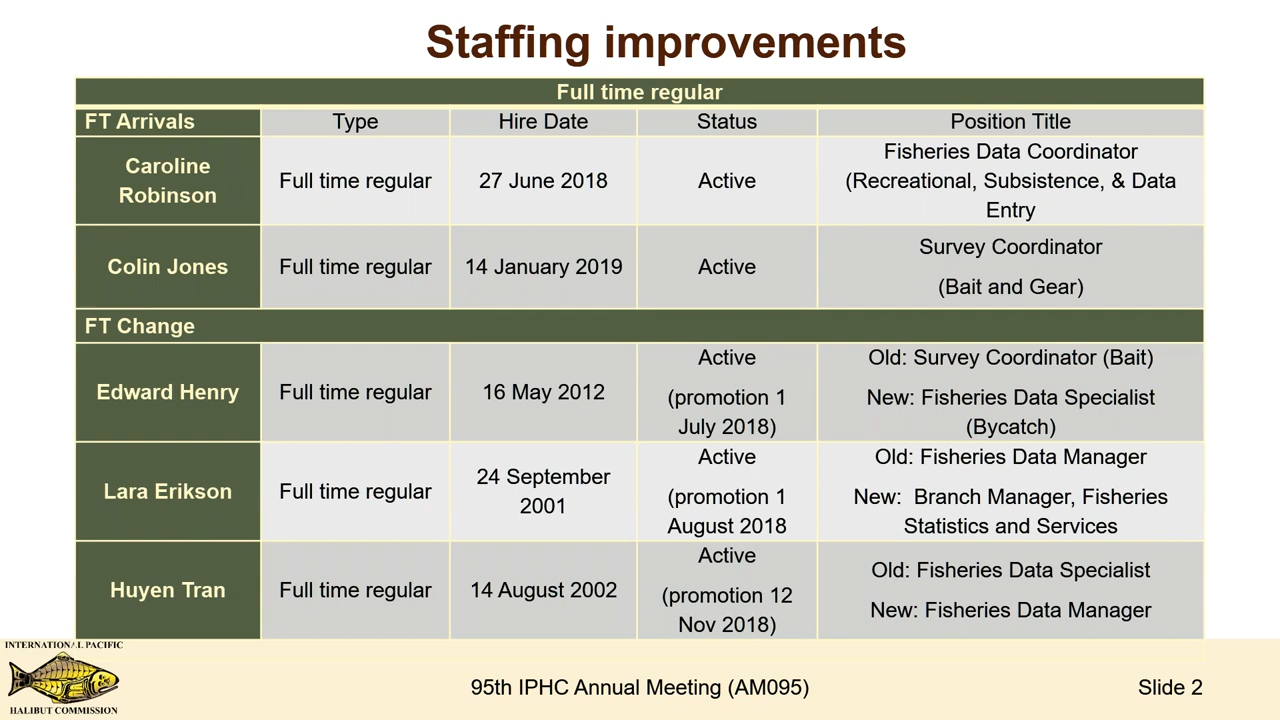 Staffing improvements
Full time regular
FT Arrivals
Type
Hire Date
Status
Position Title
Caroline
Robinson
Full time regular
27 June 2018
Active
Fisheries Data Coordinator
(Recreational, Subsistence, & Data
Entry
Colin Jones
Full time regular
14 January 2019
Active
Survey Coordinator
(Bait and Gear)
FT Change
Edward Henry
Full time regular
16 May 2012
Active
(promotion 1
July 2018)
Old: Survey Coordinator (Bait)
New: Fisheries Data Specialist
(Bycatch)
Lara Erikson
Full time regular
24 September
2001
Active
(promotion 1
August 2018
Old: Fisheries Data Manager
New:  Branch Manager, Fisheries
Statistics and Services
Huyen Tran
Full time regular
14 August 2002
Active
(promotion 12
Nov 2018)
Old: Fisheries Data Specialist
New: Fisheries Data Manager
INTERNATIONAL PACIFIC
HALIBUT COMMISSION
95th IPHC Annual Meeting (AM095)
Slide 2